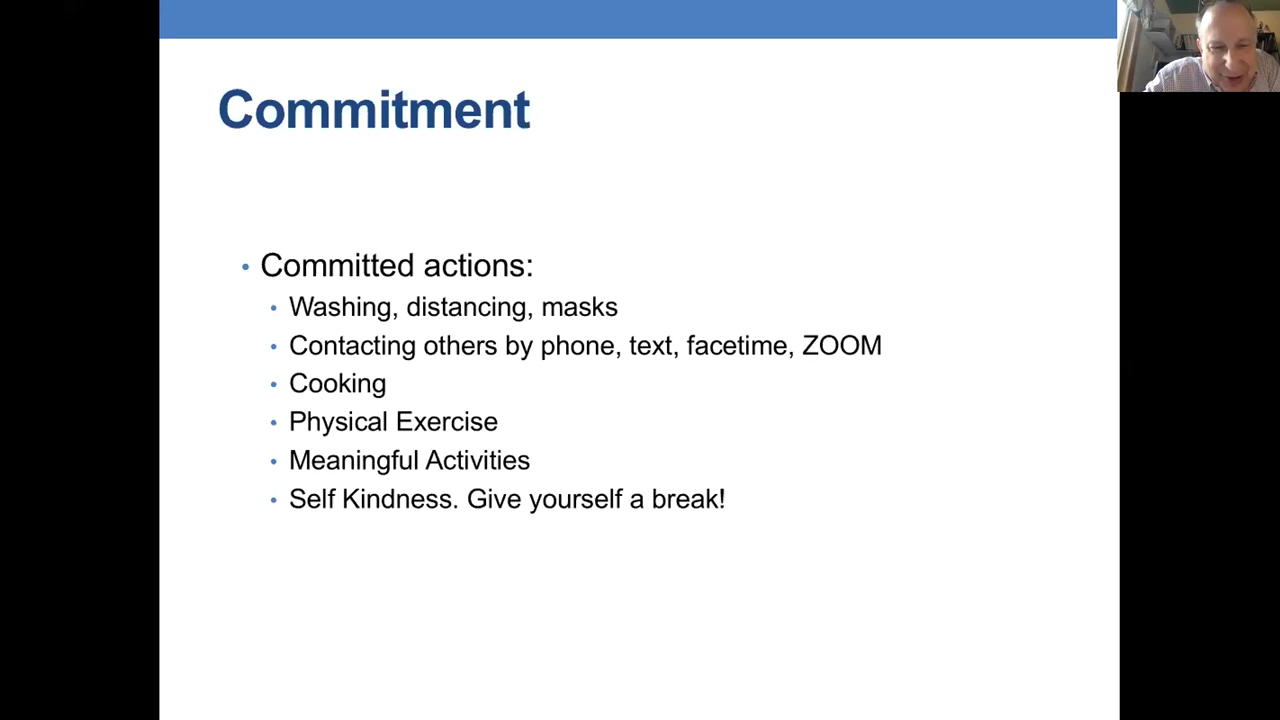 Commitment
• Committed actions:
• Washing, distancing, masks
• Contacting others by phone, text, facetime, ZOOM
• Cooking
• Physical Exercise
• Meaningful Activities
• Self Kindness. Give yourself a break!